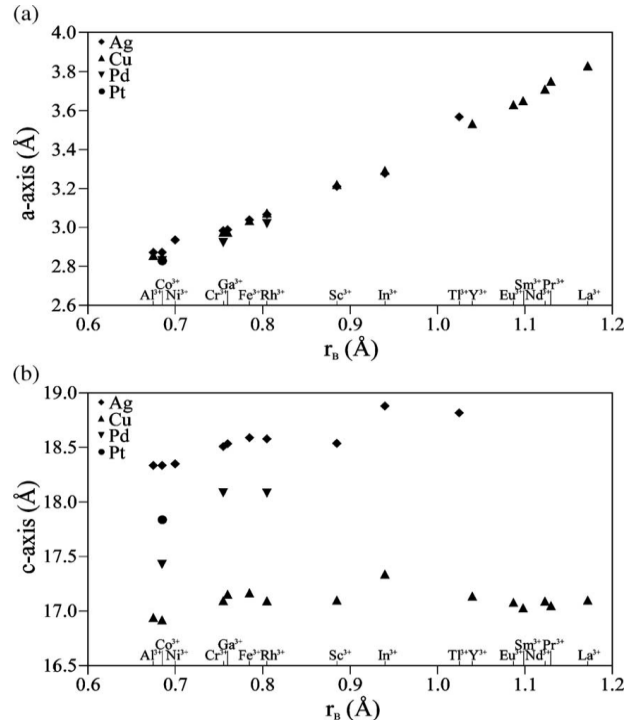 (a)
4.0
Ag
Cu
3.8
Pd
3.6
Pt
3.4
a-axis (Å)
3.2
3.0
2.8
Co³⁺ Ga³⁺ Sm³⁺Pr³⁺
Al³⁺ Ni³⁺ Cr³⁺ Fe³⁺Rh³⁺ Sc³⁺ In³⁺ Tl³⁺Y³⁺ Eu³⁺ Nd³⁺ La³⁺
2.6
0.6 0.7 0.8 0.9 1.0 1.1 1.2
r_B (Å)
(b)
19.0
Ag
Cu
Pd
18.5
Pt
18.0
c-axis (Å)
17.5
17.0
Co³⁺ Ga³⁺ Sm³⁺Pr³⁺
Al³⁺ Ni³⁺ Cr³⁺ Fe³⁺Rh³⁺ Sc³⁺ In³⁺ Tl³⁺Y³⁺ Eu³⁺ Nd³⁺ La³⁺
16.5
0.6 0.7 0.8 0.9 1.0 1.1 1.2
r_B (Å)